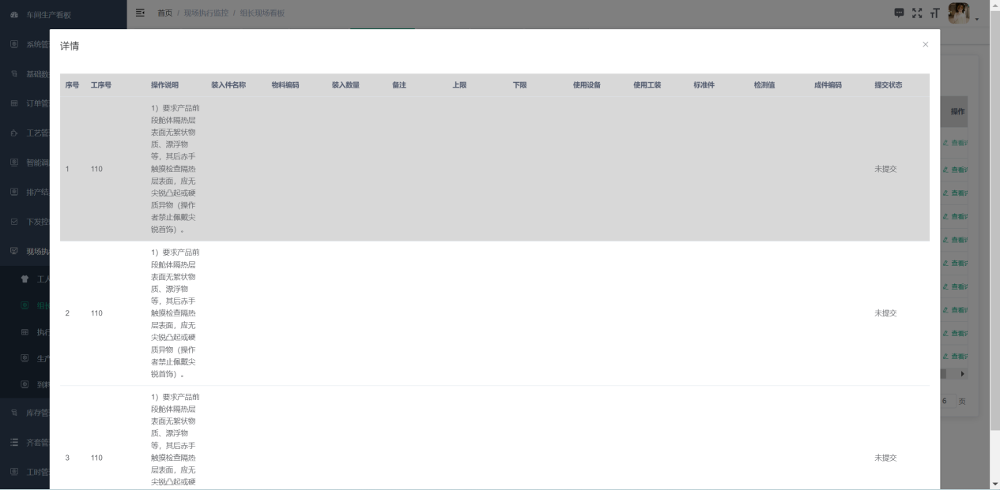 车间生产看板
首页 / 现场执行监控 / 组长现场看板
系统管
基础数
订单管
工艺管
智能调
排产结
下发控
现场执
工人
组长
执行
生产
到料
库存管
齐套管
工时管
详情
×
序号 工序号 操作说明 装入件名称 物料编码 装入数量 备注 上限 下限 使用设备 使用工装 标准件 检测值 成件编码 提交状态
1 110
1）要求产品前
段舱体隔热层
表面无絮状物
质、漂浮物
等，其后赤手
触摸检查隔热
层表面，应无
尖锐凸起或硬
质异物（操作
者禁止佩戴尖
锐首饰）。
未提交
2 110
1）要求产品前
段舱体隔热层
表面无絮状物
质、漂浮物
等，其后赤手
触摸检查隔热
层表面，应无
尖锐凸起或硬
质异物（操作
者禁止佩戴尖
锐首饰）。
未提交
3 110
1）要求产品前
段舱体隔热层
表面无絮状物
质、漂浮物
等，其后赤手
触摸检查隔热
层表面，应无
尖锐凸起或硬
未提交
操作
查看
查看
查看
查看
查看
查看
查看
查看
查看
查看
6 页